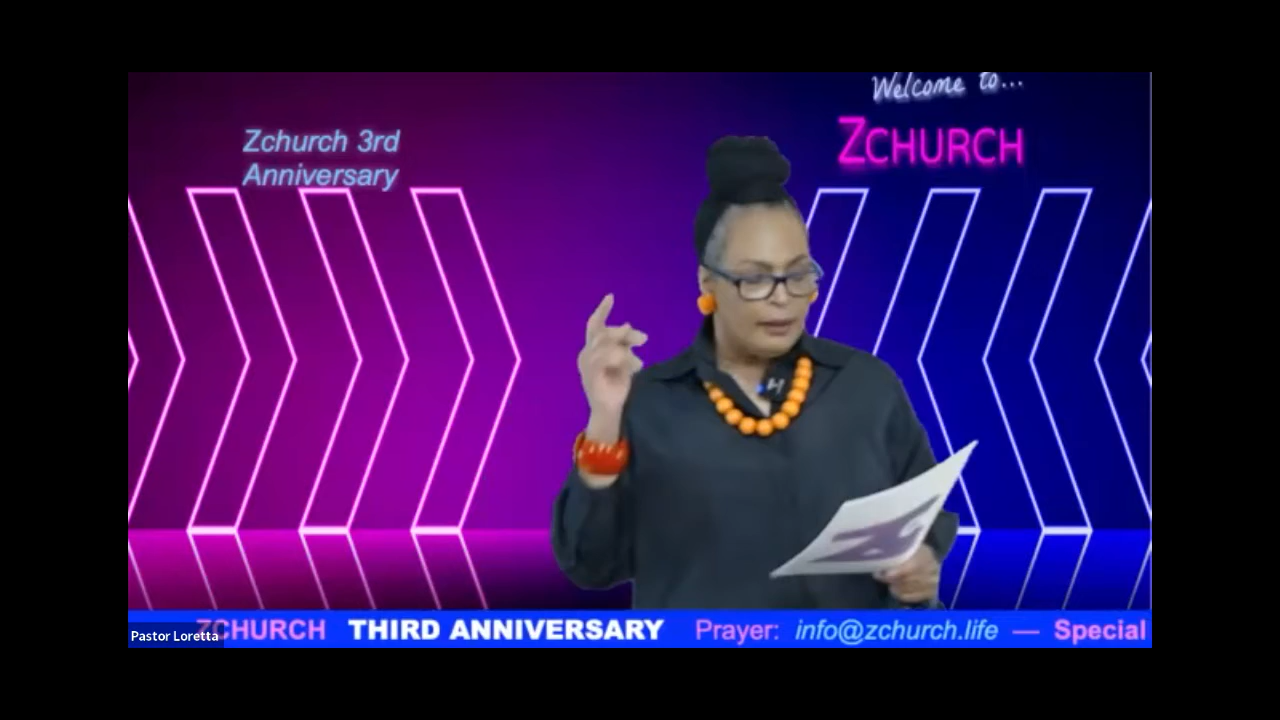 Welcome to...
ZCHURCH
Zchurch 3rd
Anniversary
Z
ZCHURCH THIRD ANNIVERSARY Prayer: info@zchurch.life — Special
Pastor Loretta